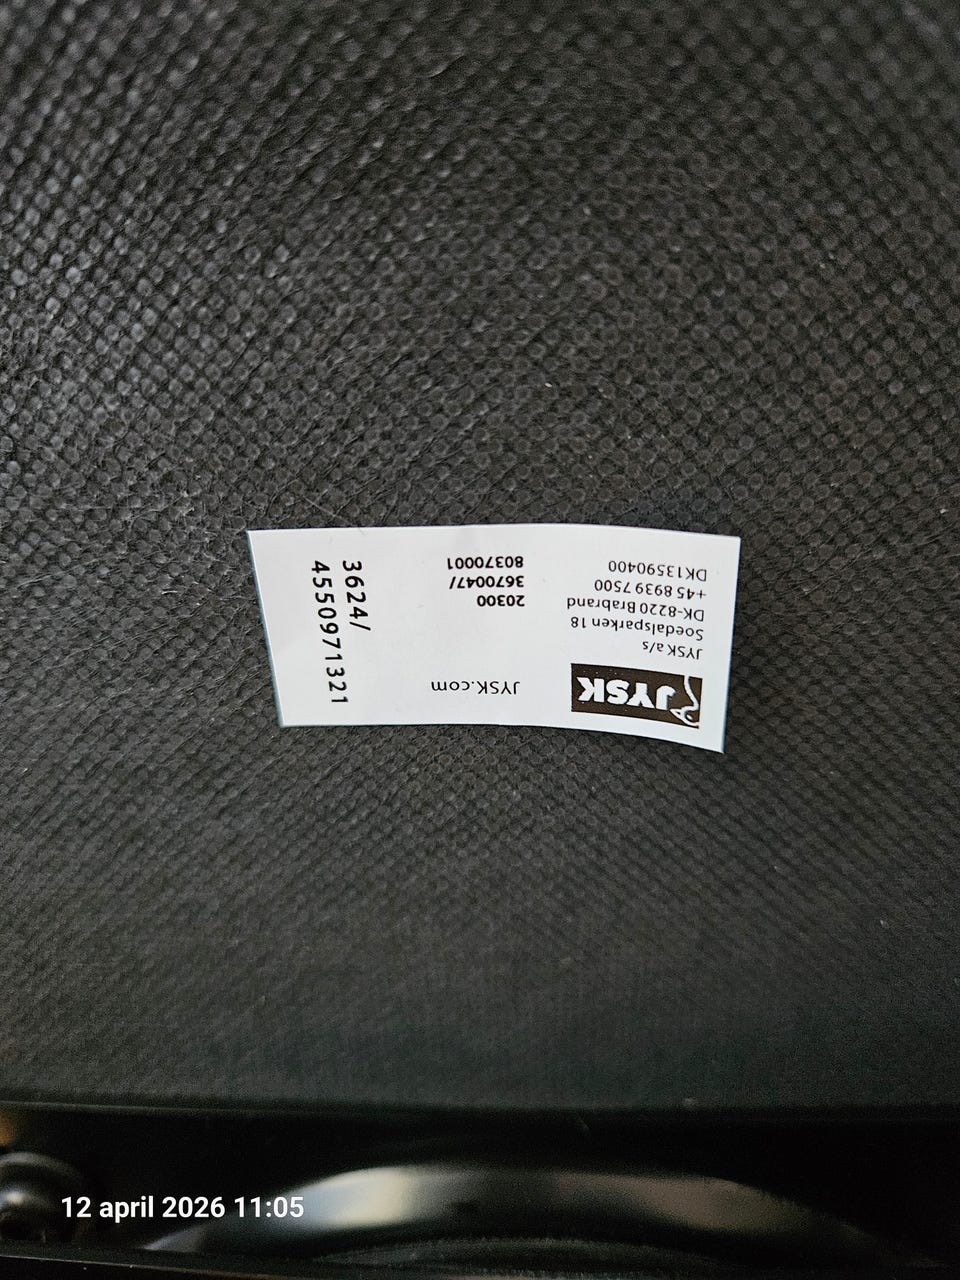 JYSK
JYSK a/s
Soedalsparken 18
DK-8220 Brabrand
+45 8939 7500
DK13590400
JYSK.com
20300
3670047/
80370001
3624/
4550971321
12 april 2026 11:05